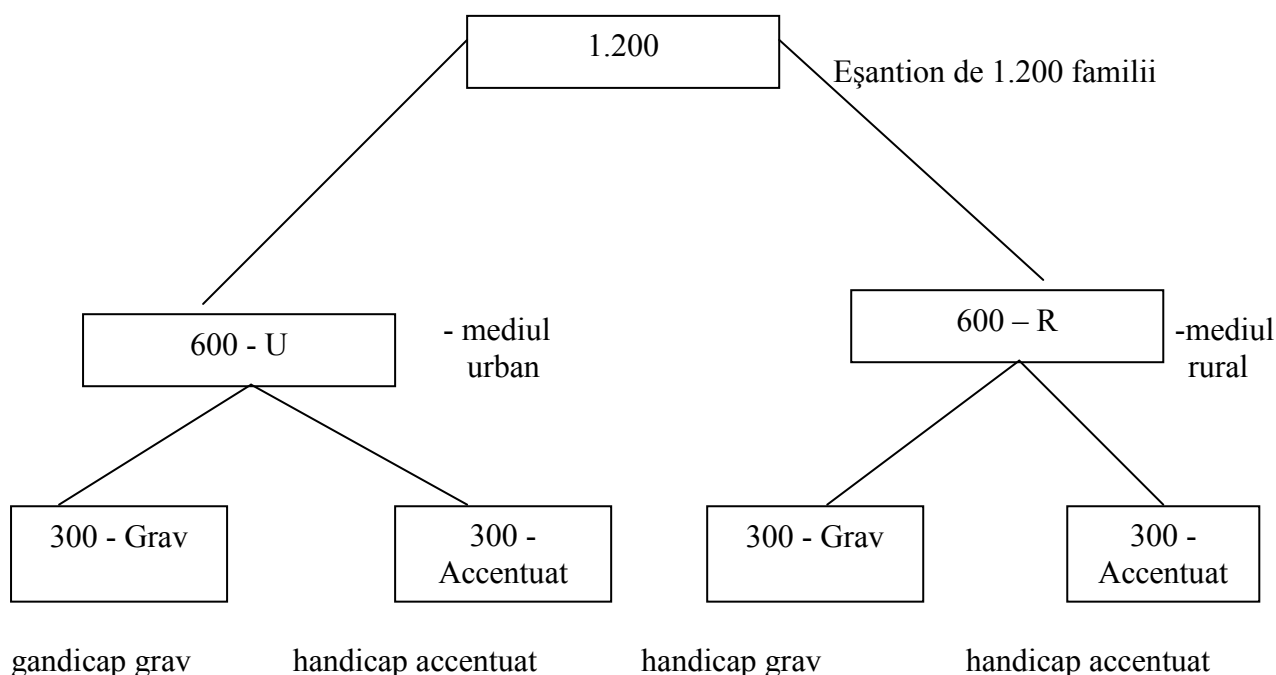 1.200
Eşantion de 1.200 familii
600 - U
- mediul
urban
600 – R
-mediul
rural
300 - Grav
300 -
Accentuat
300 - Grav
300 -
Accentuat
gandicap grav
handicap accentuat
handicap grav
handicap accentuat